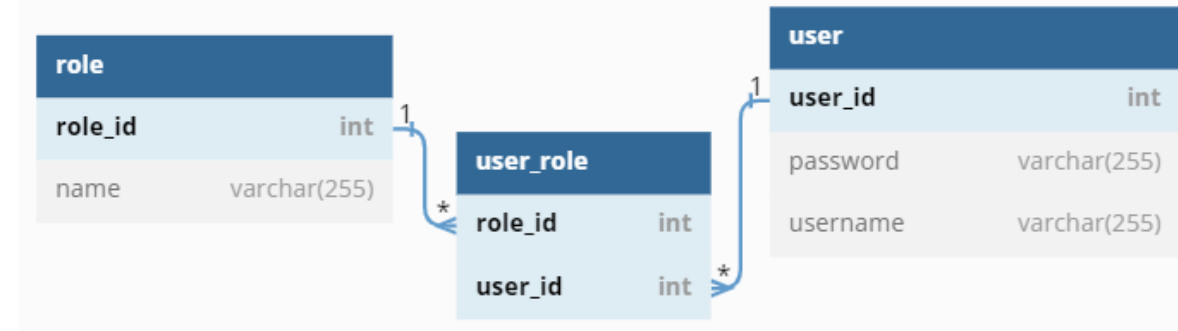 role
role_id int
name varchar(255)
1
*
user_role
role_id int
user_id int
*
1
user
user_id int
password varchar(255)
username varchar(255)